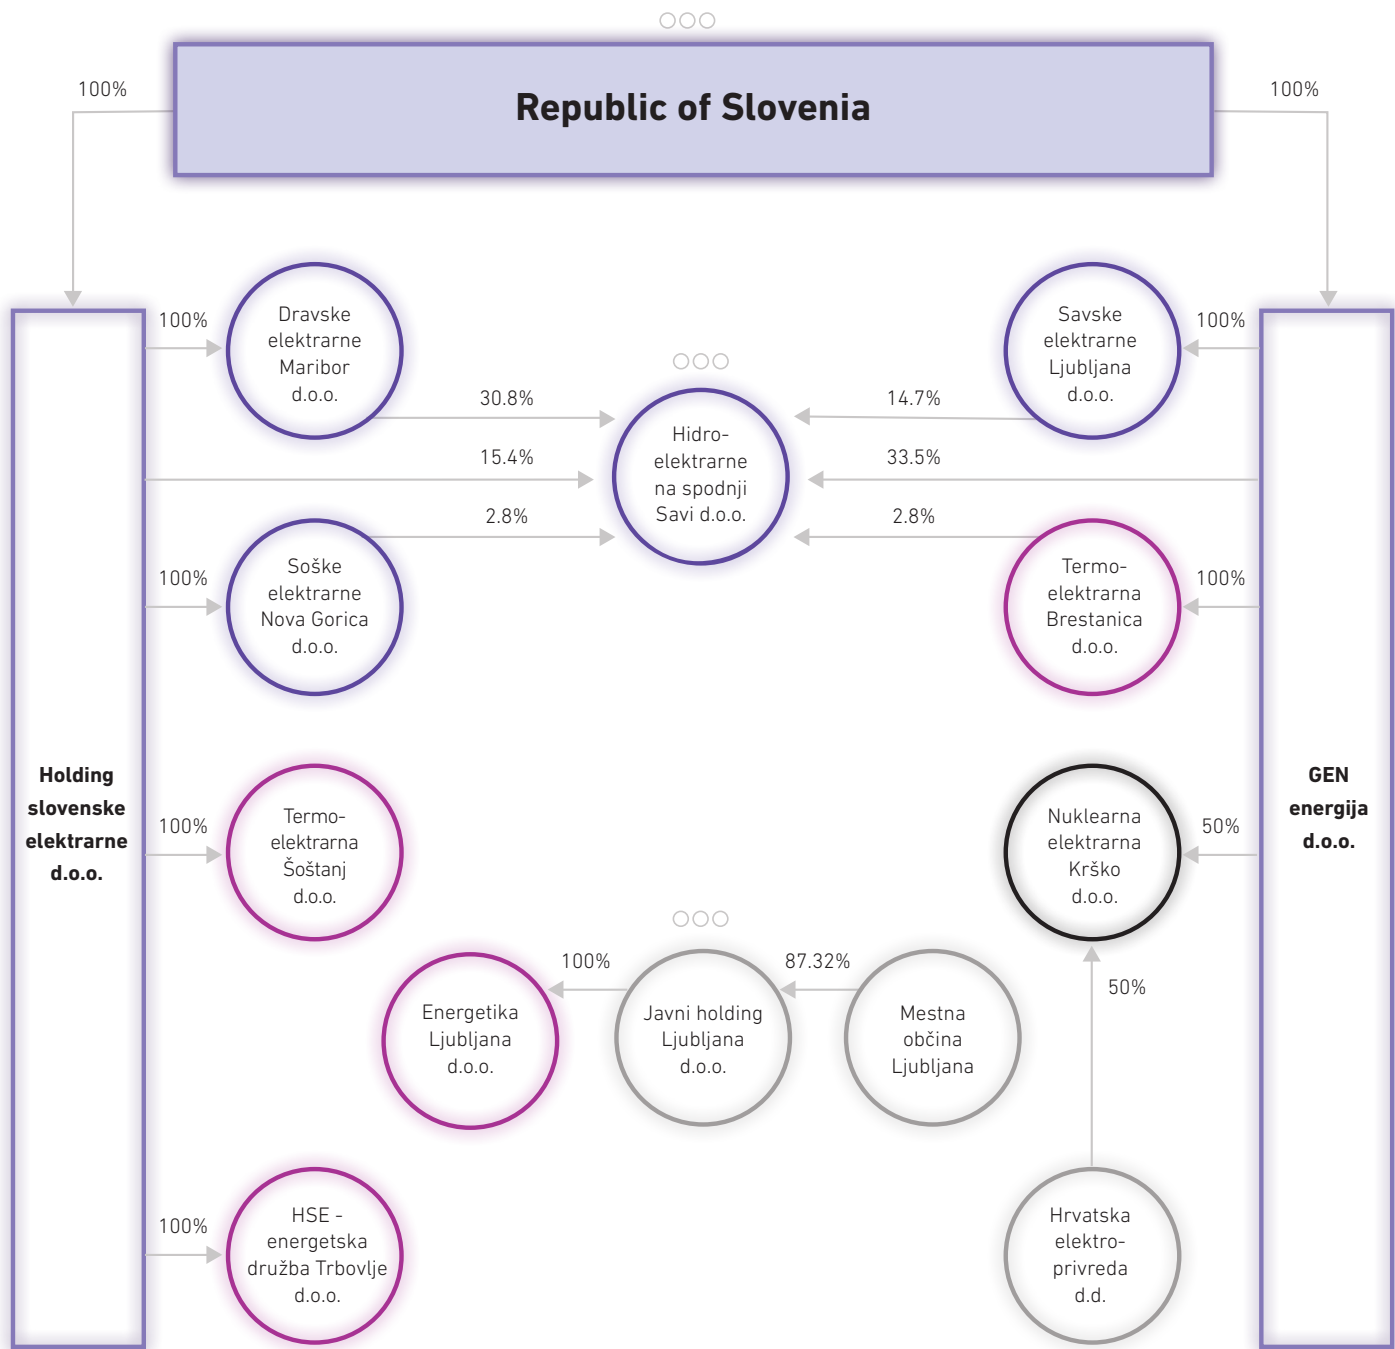 Republic of Slovenia
100%
100%
Dravske
elektrarne
Maribor
d.o.o.
Savske
elektrarne
Ljubljana
d.o.o.
100%
100%
30.8%
14.7%
Hidro-
elektrarne
na spodnji
Savi d.o.o.
15.4%
33.5%
2.8%
2.8%
Soške
elektrarne
Nova Gorica
d.o.o.
Termo-
elektrarna
Brestanica
d.o.o.
100%
100%
Holding
slovenske
elektrarne
d.o.o.
GEN
energija
d.o.o.
100%
Termo-
elektrarna
Šoštanj
d.o.o.
Nuklearna
elektrarna
Krško
d.o.o.
50%
100%
87.32%
50%
Energetika
Ljubljana
d.o.o.
Javni holding
Ljubljana
d.o.o.
Mestna
občina
Ljubljana
100%
HSE -
energetska
družba Trbovlje
d.o.o.
Hrvatska
elektro-
privreda
d.d.